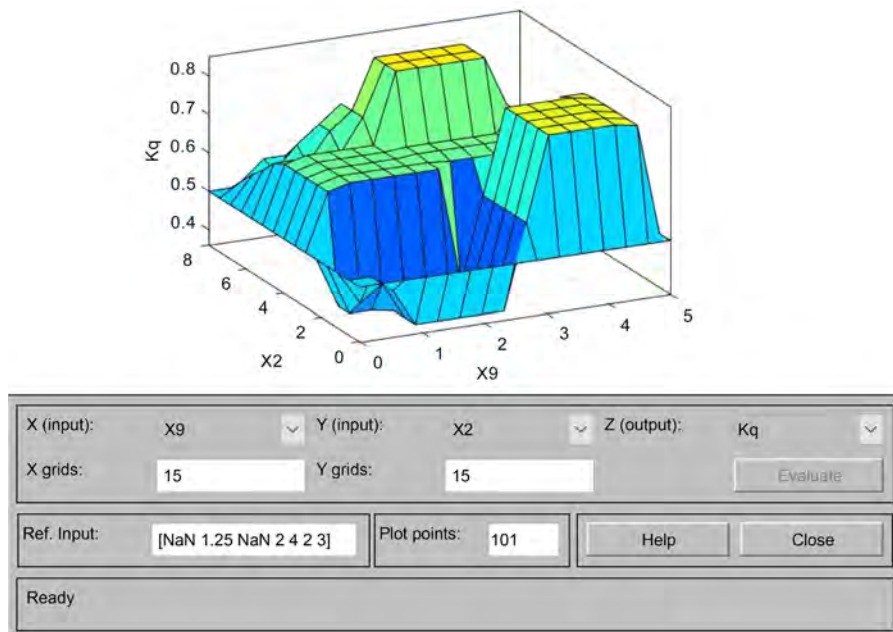 0.8
0.7
0.6
0.5
0.4
Kq
8
6
4
2
0
X2
0
1
2
3
4
5
X9
X (input): X9 Y (input): X2 Z (output): Kq
X grids: 15 Y grids: 15 Evaluate
Ref. Input: [NaN 1.25 NaN 2 4 2 3] Plot points: 101 Help Close
Ready